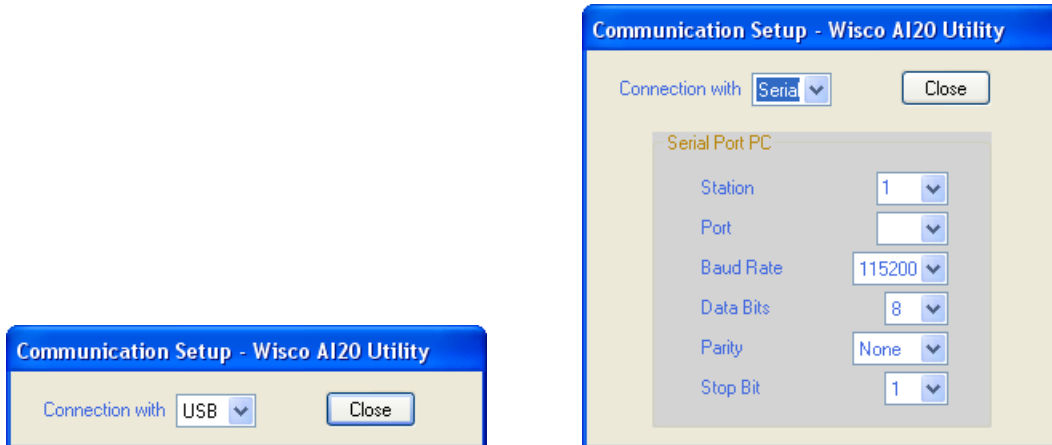 Communication Setup - Wisco AI20 Utility
Connection with USB Close
Communication Setup - Wisco AI20 Utility
Connection with Serial Close
Serial Port PC
Station 1
Port
Baud Rate 115200
Data Bits 8
Parity None
Stop Bit 1